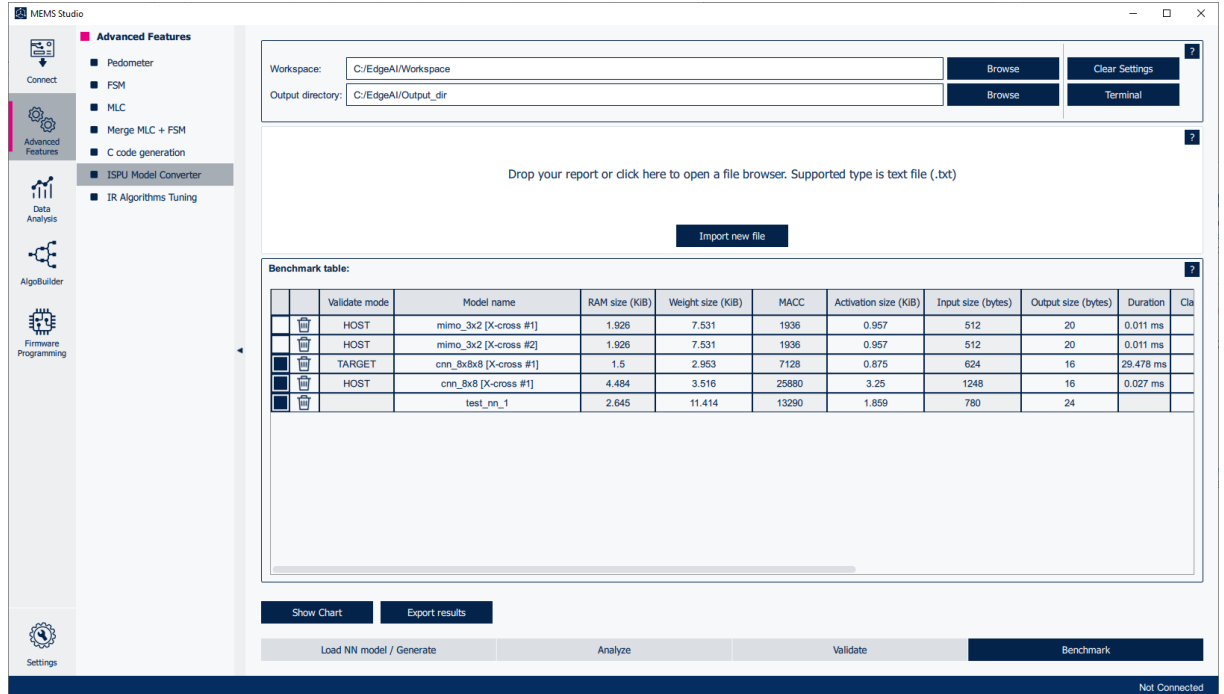 MEMS Studio
Connect
Advanced
Features
Data
Analysis
AlgoBuilder
Firmware
Programming
Settings
Advanced Features
Pedometer
FSM
MLC
Merge MLC + FSM
C code generation
ISPU Model Converter
IR Algorithms Tuning
?
Workspace: C:/EdgeAI/Workspace Browse Clear Settings
Output directory: C:/EdgeAI/Output_dir Browse Terminal
?
Drop your report or click here to open a file browser. Supported type is text file (.txt)
Import new file
Benchmark table: ?
Validate mode Model name RAM size (KiB) Weight size (KiB) MACC Activation size (KiB) Input size (bytes) Output size (bytes) Duration Cla
HOST mimo_3x2 [X-cross #1] 1.926 7.531 1936 0.957 512 20 0.011 ms
HOST mimo_3x2 [X-cross #2] 1.926 7.531 1936 0.957 512 20 0.011 ms
TARGET cnn_8x8x8 [X-cross #1] 1.5 2.953 7128 0.875 624 16 29.478 ms
HOST cnn_8x8 [X-cross #1] 4.484 3.516 25880 3.25 1248 16 0.027 ms
test_nn_1 2.645 11.414 13290 1.859 780 24
Show Chart Export results
Load NN model / Generate Analyze Validate Benchmark
Not Connected